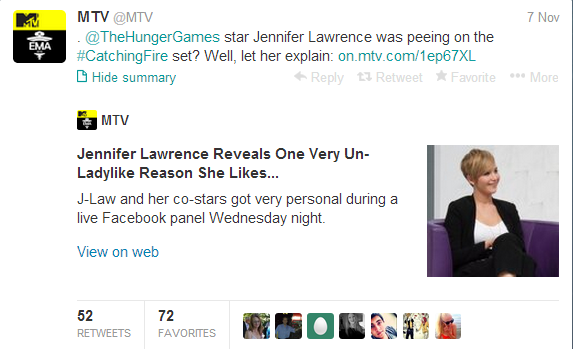 MTV @MTV 7 Nov
. @TheHungerGames star Jennifer Lawrence was peeing on the
#CatchingFire set? Well, let her explain: on.mtv.com/1ep67XL
Hide summary Reply Retweet Favorite More
MTV
Jennifer Lawrence Reveals One Very Un-
Ladylike Reason She Likes...
J-Law and her co-stars got very personal during a
live Facebook panel Wednesday night.
View on web
52 72
RETWEETS FAVORITES
EMA